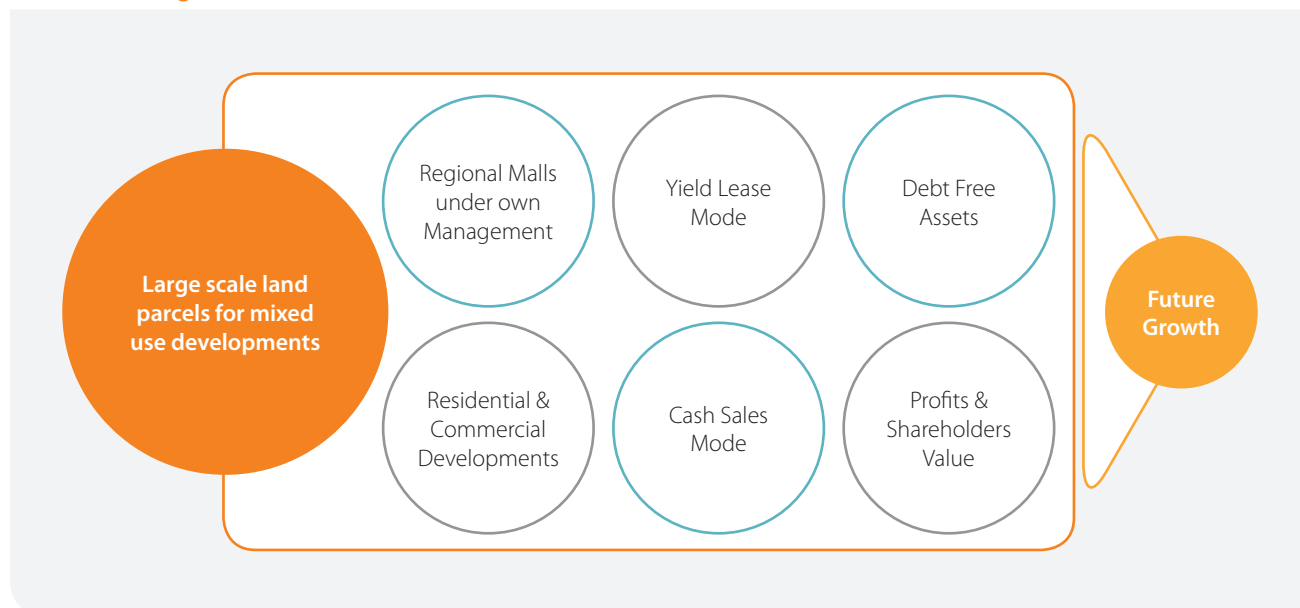 Large scale land
parcels for mixed
use developments
Regional Malls
under own
Management
Yield Lease
Mode
Debt Free
Assets
Residential &
Commercial
Developments
Cash Sales
Mode
Profits &
Shareholders
Value
Future
Growth